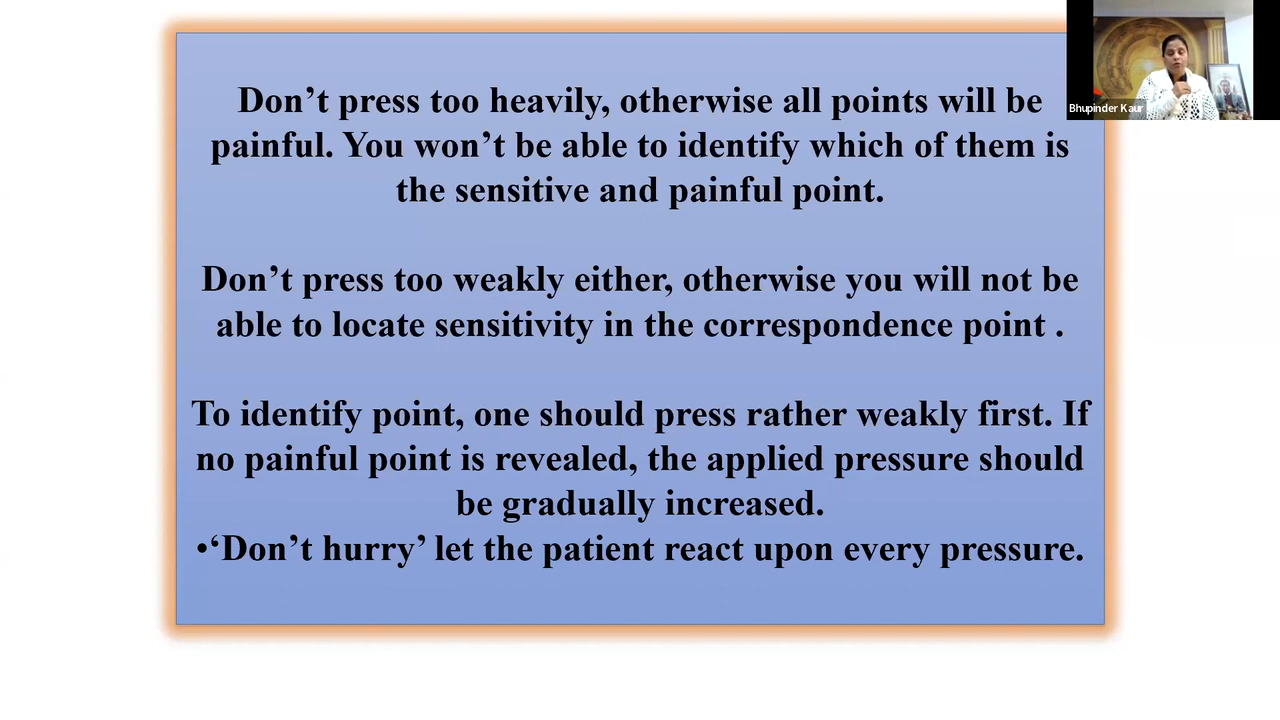 Don’t press too heavily, otherwise all points will be
painful. You won’t be able to identify which of them is
the sensitive and painful point.
Don’t press too weakly either, otherwise you will not be
able to locate sensitivity in the correspondence point .
To identify point, one should press rather weakly first. If
no painful point is revealed, the applied pressure should
be gradually increased.
•‘Don’t hurry’ let the patient react upon every pressure.
Bhupinder Kaur